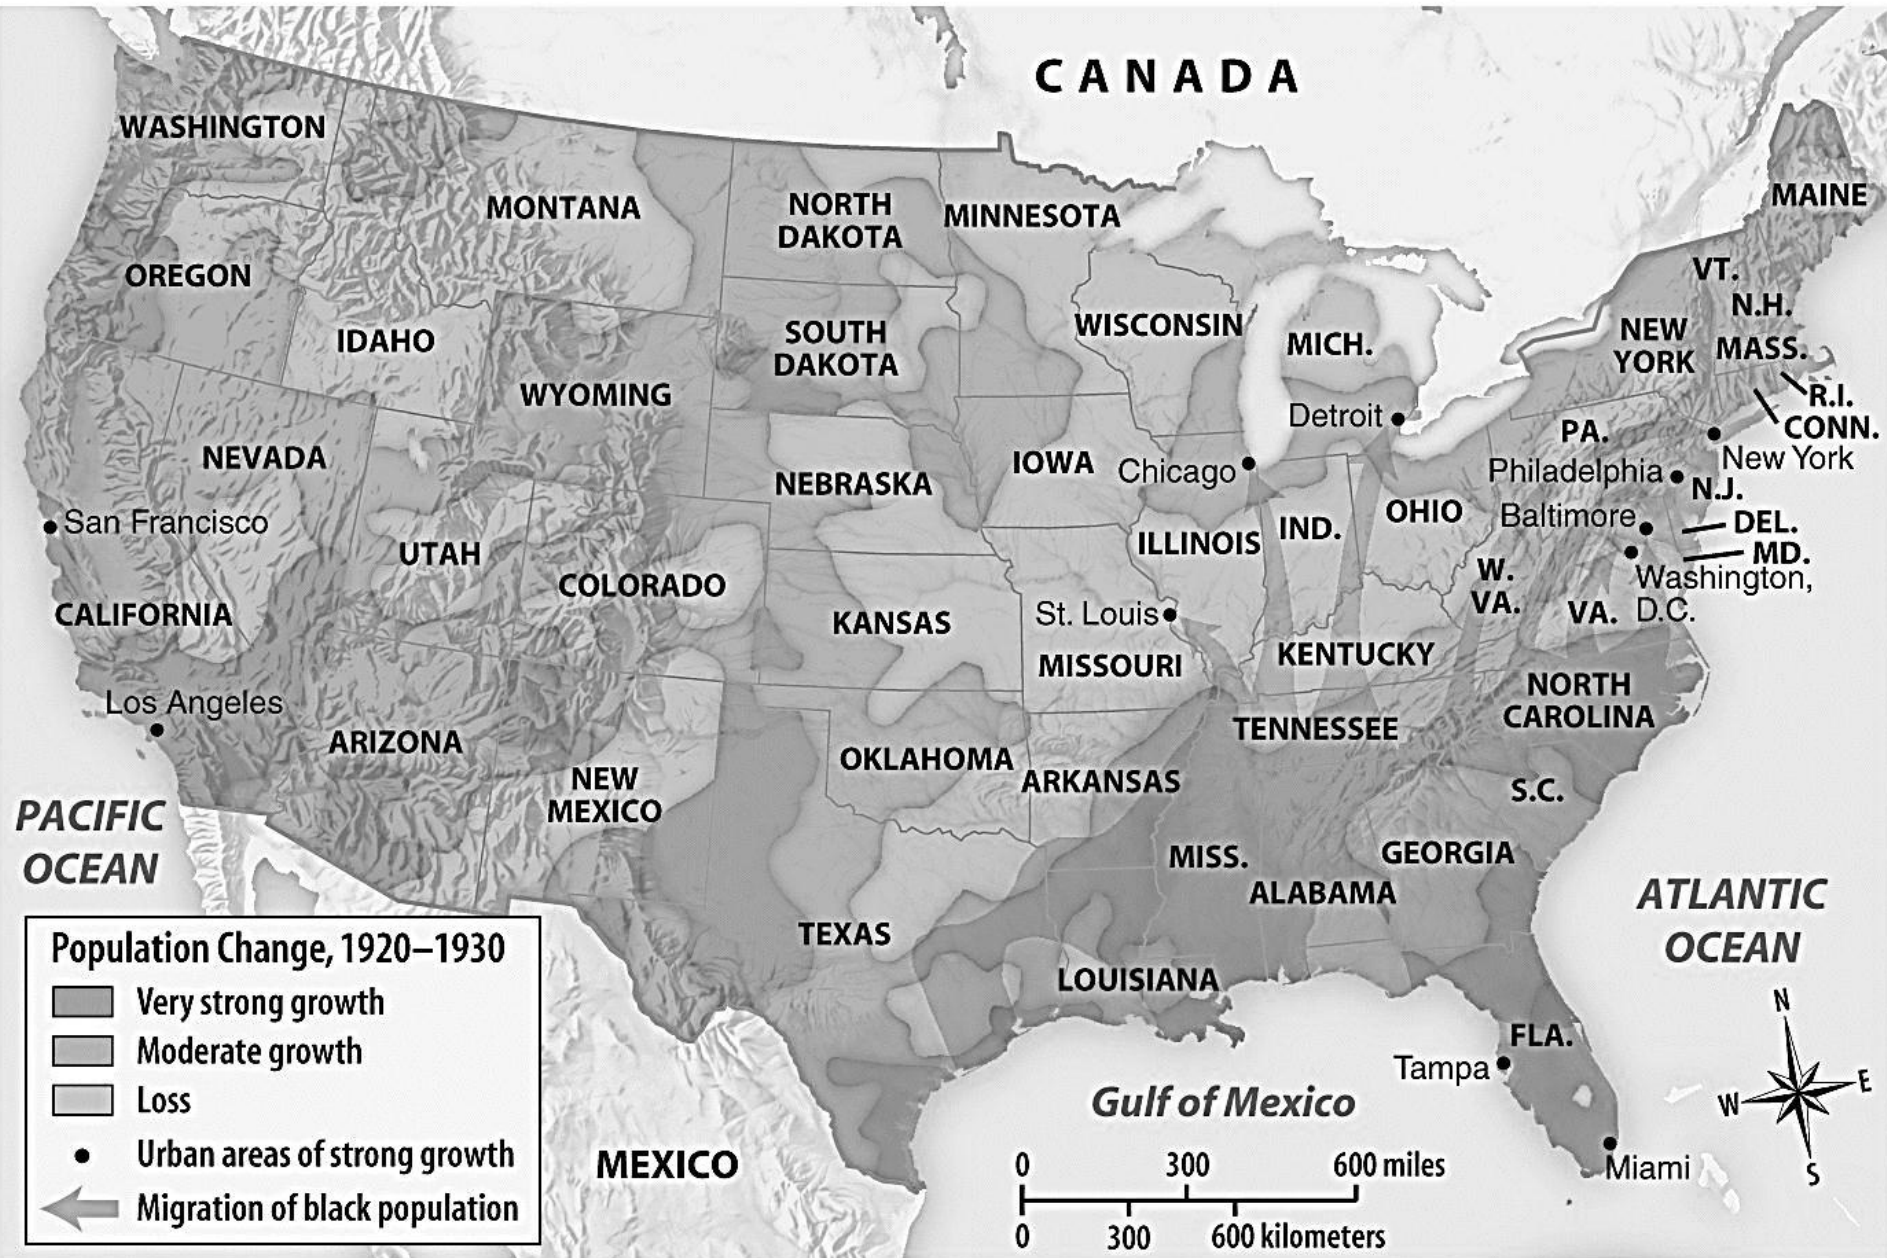 CANADA
WASHINGTON
MONTANA
NORTH
DAKOTA
MINNESOTA
MAINE
OREGON
VT.
N.H.
IDAHO
SOUTH
DAKOTA
WISCONSIN
MICH.
NEW
YORK
MASS.
R.I.
CONN.
WYOMING
Detroit
PA.
New York
NEVADA
NEBRASKA
IOWA
Chicago
Philadelphia
N.J.
San Francisco
UTAH
COLORADO
ILLINOIS
IND.
OHIO
Baltimore
DEL.
MD.
Washington,
D.C.
W.
VA.
VA.
CALIFORNIA
KANSAS
St. Louis
MISSOURI
KENTUCKY
Los Angeles
ARIZONA
NEW
MEXICO
OKLAHOMA
ARKANSAS
TENNESSEE
NORTH
CAROLINA
S.C.
PACIFIC
OCEAN
TEXAS
MISS.
ALABAMA
GEORGIA
LOUISIANA
ATLANTIC
OCEAN
FLA.
Tampa
Miami
Gulf of Mexico
MEXICO
Population Change, 1920–1930
Very strong growth
Moderate growth
Loss
Urban areas of strong growth
Migration of black population
0 300 600 miles
0 300 600 kilometers
N
W E
S